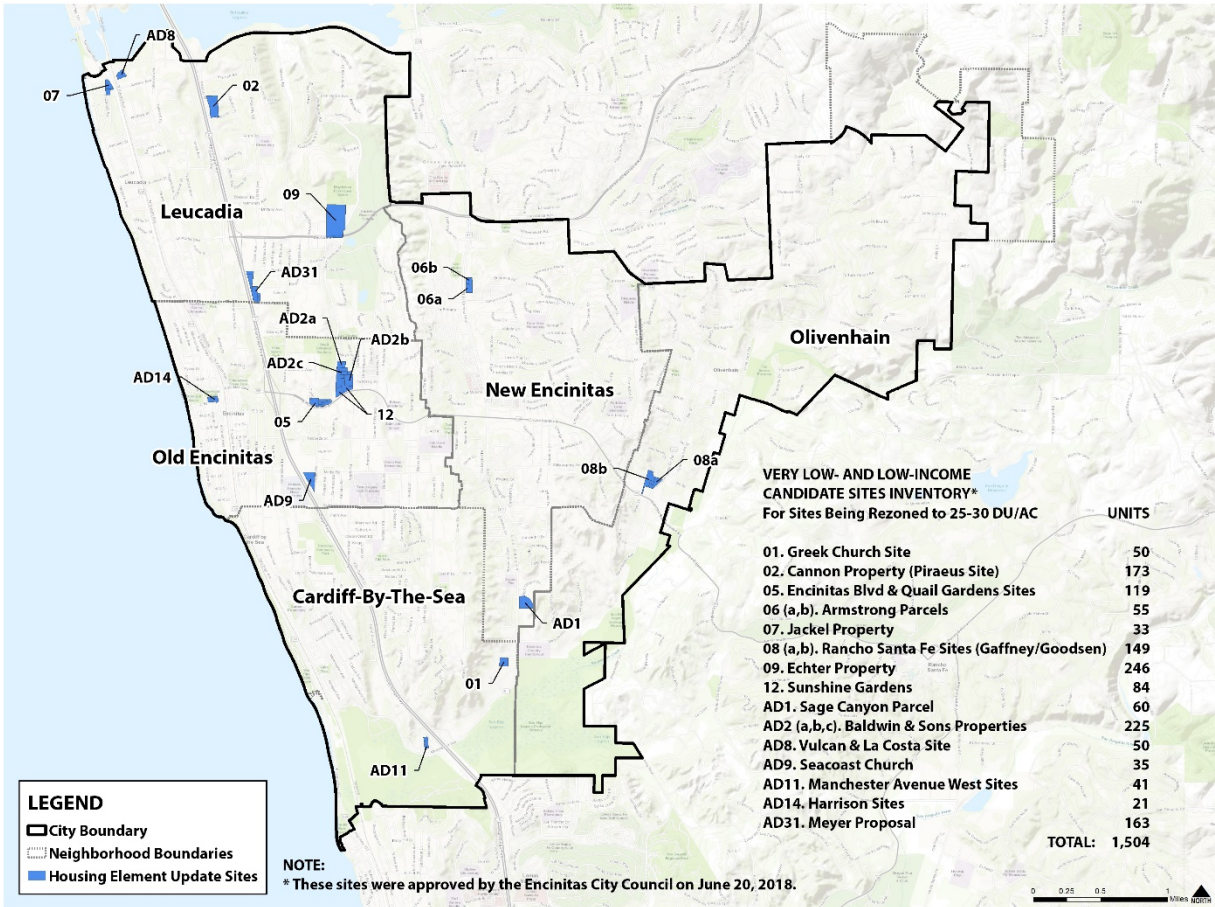 AD8
07
02
09
Leucadia
AD31
06b
06a
AD2a
AD2b
AD2c
AD14
05
12
New Encinitas
Olivenhain
Old Encinitas
AD9
08b
08a
Cardiff-By-The-Sea
AD1
01
AD11
VERY LOW- AND LOW-INCOME
CANDIDATE SITES INVENTORY*
For Sites Being Rezoned to 25-30 DU/AC UNITS
01. Greek Church Site 50
02. Cannon Property (Piraeus Site) 173
05. Encinitas Blvd & Quail Gardens Sites 119
06 (a,b). Armstrong Parcels 55
07. Jackel Property 33
08 (a,b). Rancho Santa Fe Sites (Gaffney/Goodsen) 149
09. Echter Property 246
12. Sunshine Gardens 84
AD1. Sage Canyon Parcel 60
AD2 (a,b,c). Baldwin & Sons Properties 225
AD8. Vulcan & La Costa Site 50
AD9. Seacoast Church 35
AD11. Manchester Avenue West Sites 41
AD14. Harrison Sites 21
AD31. Meyer Proposal 163
TOTAL: 1,504
LEGEND
City Boundary
Neighborhood Boundaries
Housing Element Update Sites
NOTE:
* These sites were approved by the Encinitas City Council on June 20, 2018.
0 0.25 0.5 1
Miles
NORTH